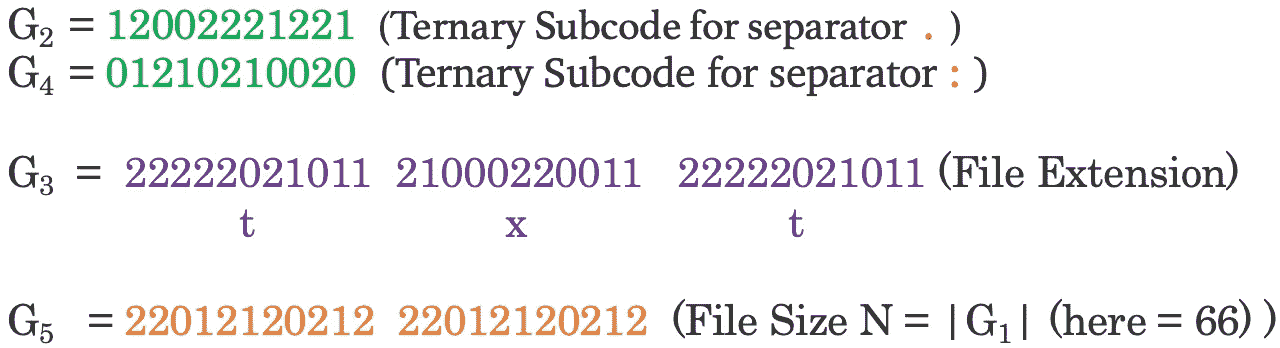 G₂ = 12002221221 (Ternary Subcode for separator . )
G₄ = 01210210020 (Ternary Subcode for separator : )
G₃ = 22222021011 21000220011 22222021011 (File Extension)
t x t
G₅ = 22012120212 22012120212 (File Size N = |G₁| (here = 66) )